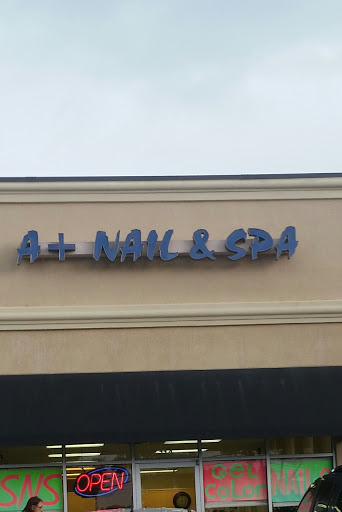 A+ NAIL & SPA
SNS
OPEN
GEL
COLOR
NAIL